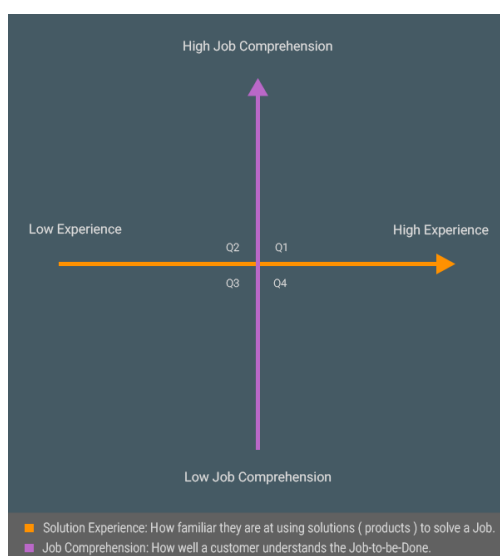 High Job Comprehension
Low Experience
High Experience
Q2 Q1
Q3 Q4
Low Job Comprehension
Solution Experience: How familiar they are at using solutions ( products ) to solve a Job.
Job Comprehension: How well a customer understands the Job-to-be-Done.